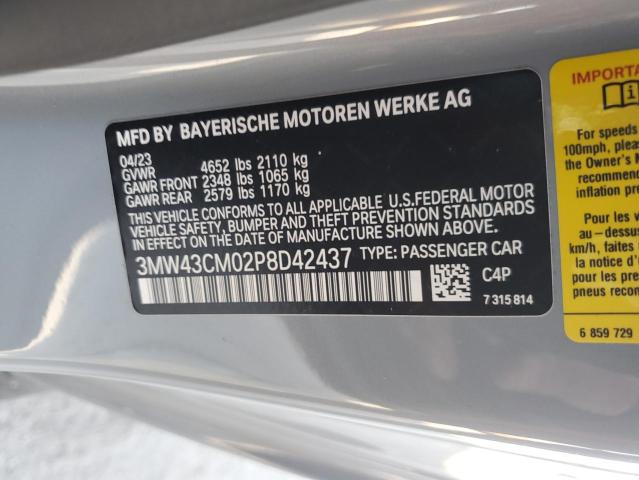 MFD BY BAYERISCHE MOTOREN WERKE AG
04/23
GVWR 4652 lbs 2110 kg
GAWR FRONT 2348 lbs 1065 kg
GAWR REAR 2579 lbs 1170 kg
THIS VEHICLE CONFORMS TO ALL APPLICABLE U.S.FEDERAL MOTOR
VEHICLE SAFETY, BUMPER, AND THEFT PREVENTION STANDARDS
IN EFFECT ON THE DATE OF MANUFACTURE SHOWN ABOVE.
3MW43CM02P8D42437 TYPE: PASSENGER CAR
C4P
7 315 814
IMPORTA
For speeds
100mph, pleas
the Owner's M
recommen
inflation pre
Pour les v
au – dessus
km/h, faites
la notice d'u
pour les pre
pneus recom
6 859 729